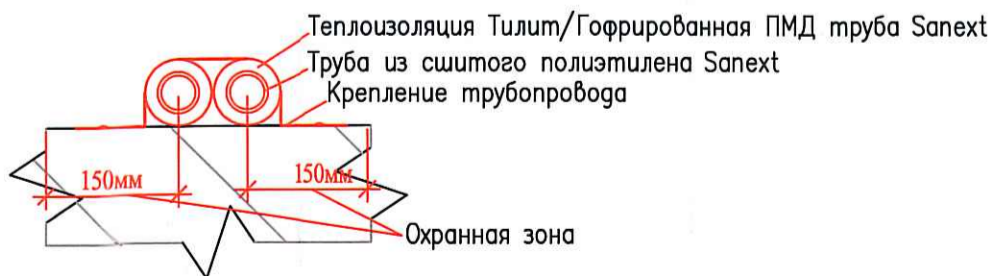 Теплоизоляция Тилит/Гофрированная ПМД труба Sanext
Труба из сшитого полиэтилена Sanext
Крепление трубопровода
150мм
150мм
Охранная зона